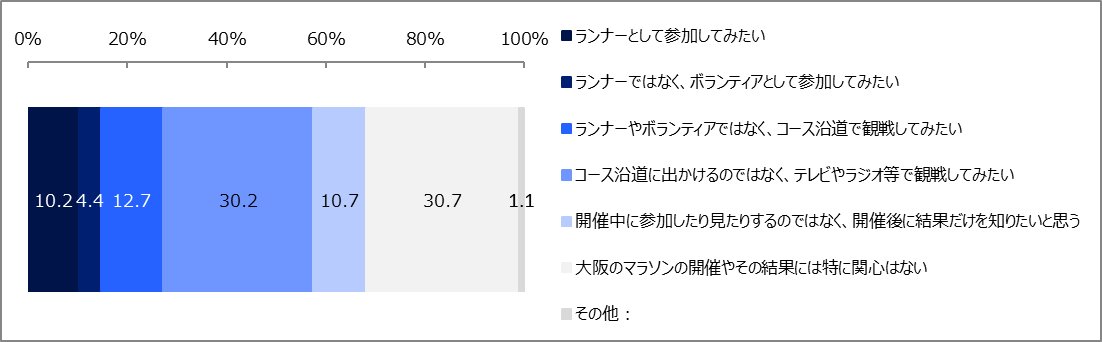 0% 20% 40% 60% 80% 100%
10.2 4.4 12.7 30.2 10.7 30.7 1.1
ランナーとして参加してみたい
ランナーではなく、ボランティアとして参加してみたい
ランナーやボランティアではなく、コース沿道で観戦してみたい
コース沿道に出かけるのではなく、テレビやラジオ等で観戦してみたい
開催中に参加したり見たりするのではなく、開催後に結果だけを知りたいと思う
大阪のマラソンの開催やその結果には特に関心はない
その他：